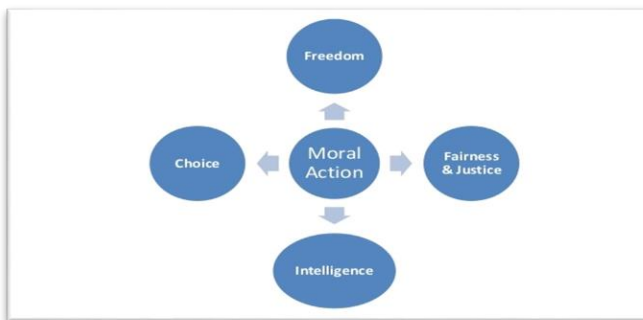 Freedom
Choice
Moral
Action
Fairness
& Justice
Intelligence